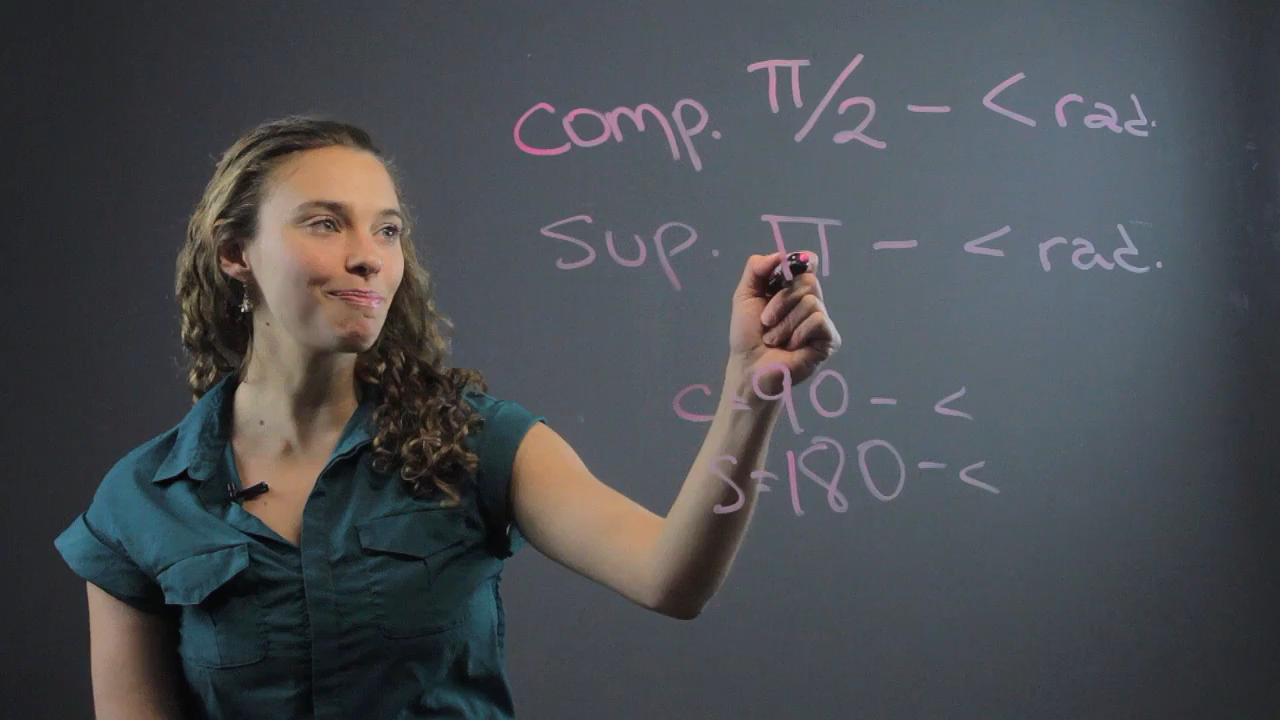 comp. π/2 - < rad.
Sup. π - < rad.
c=90 - <
s=180 - <